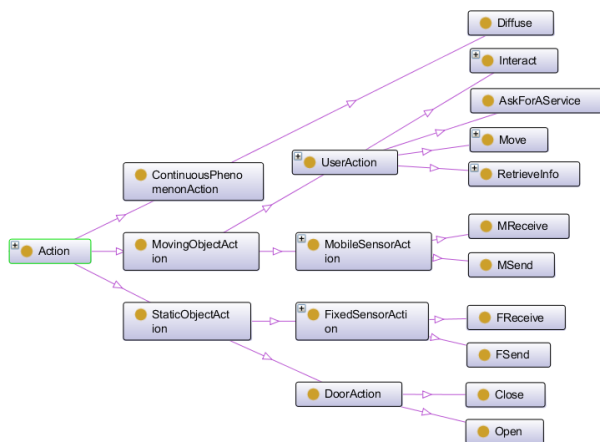 Diffuse
Interact
AskForAService
Move
RetrieveInfo
UserAction
ContinuousPheno
menonAction
Action
MovingObjectAct
ion
MobileSensorAct
ion
MReceive
MSend
StaticObjectAct
ion
FixedSensorActi
on
FReceive
FSend
DoorAction
Close
Open